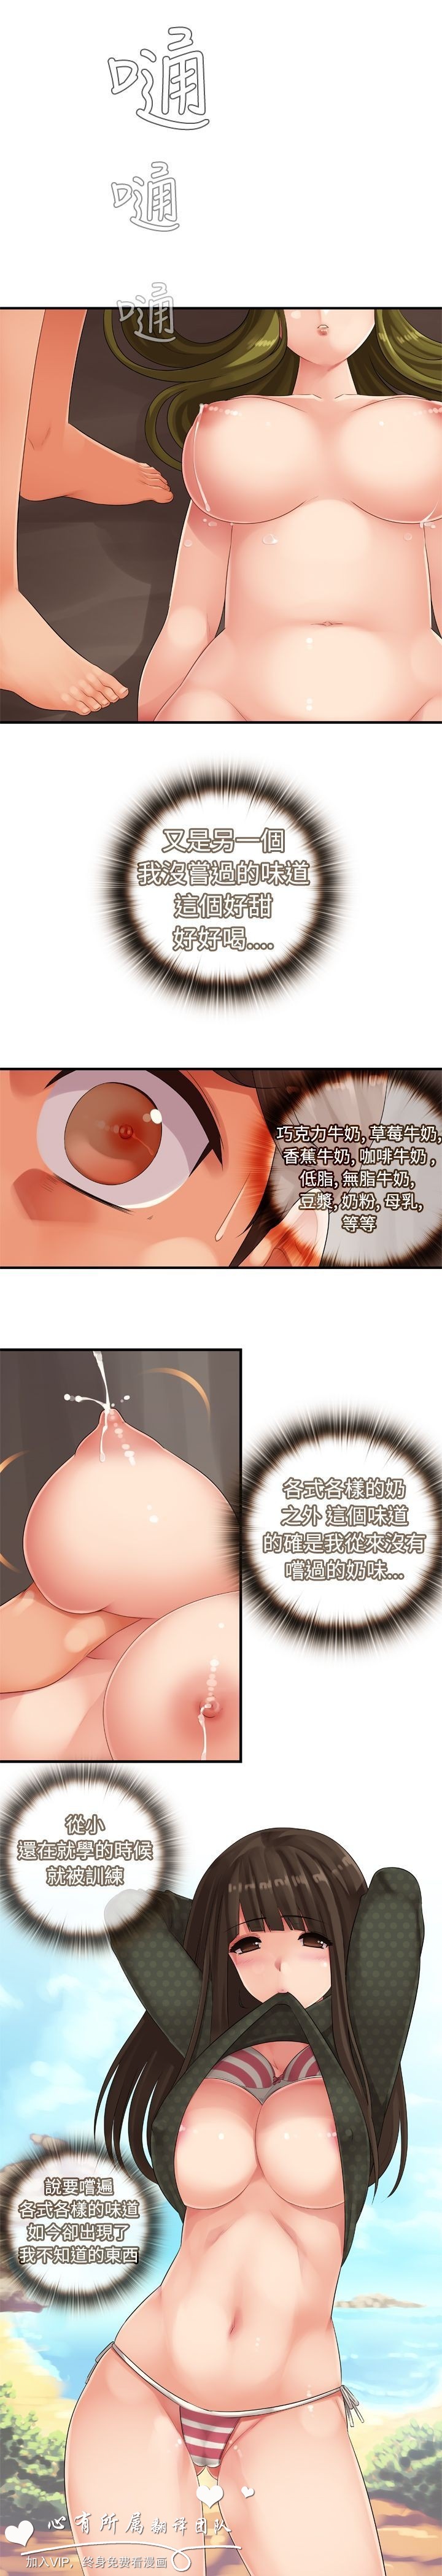 嗵
嗵
嗵
又是另一個
我沒嘗過的味道
這個好甜
好好喝....
巧克力牛奶, 草莓牛奶,
香蕉牛奶, 咖啡牛奶 ,
低脂, 無脂牛奶,
豆漿, 奶粉, 母乳,
等等
各式各樣的奶
之外 這個味道
的確是我從來沒有
嚐過的奶味...
從小
還在就學的時候
就被訓練
說要嚐遍
各式各樣的味道
如今卻出現了
我不知道的東西
心有所属翻译团队
加入VIP，终身免费看漫画